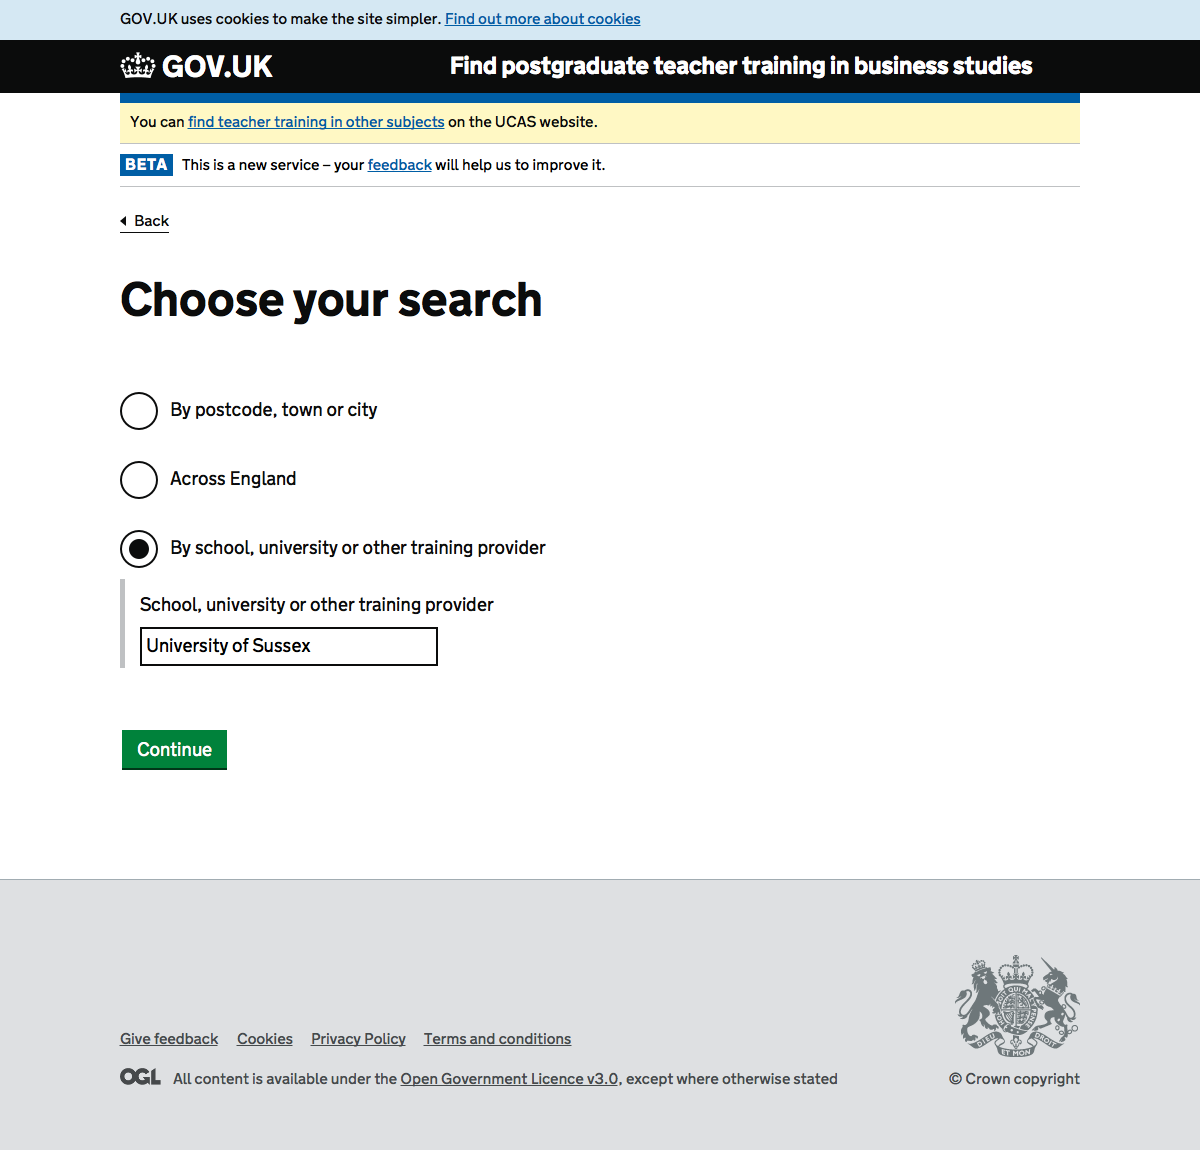 GOV.UK uses cookies to make the site simpler. Find out more about cookies
GOV.UK
Find postgraduate teacher training in business studies
You can find teacher training in other subjects on the UCAS website.
BETA This is a new service – your feedback will help us to improve it.
Back
Choose your search
By postcode, town or city
Across England
By school, university or other training provider
School, university or other training provider
University of Sussex
Continue
Give feedback Cookies Privacy Policy Terms and conditions
DIEU ET MON DROIT
OGL All content is available under the Open Government Licence v3.0, except where otherwise stated
© Crown copyright